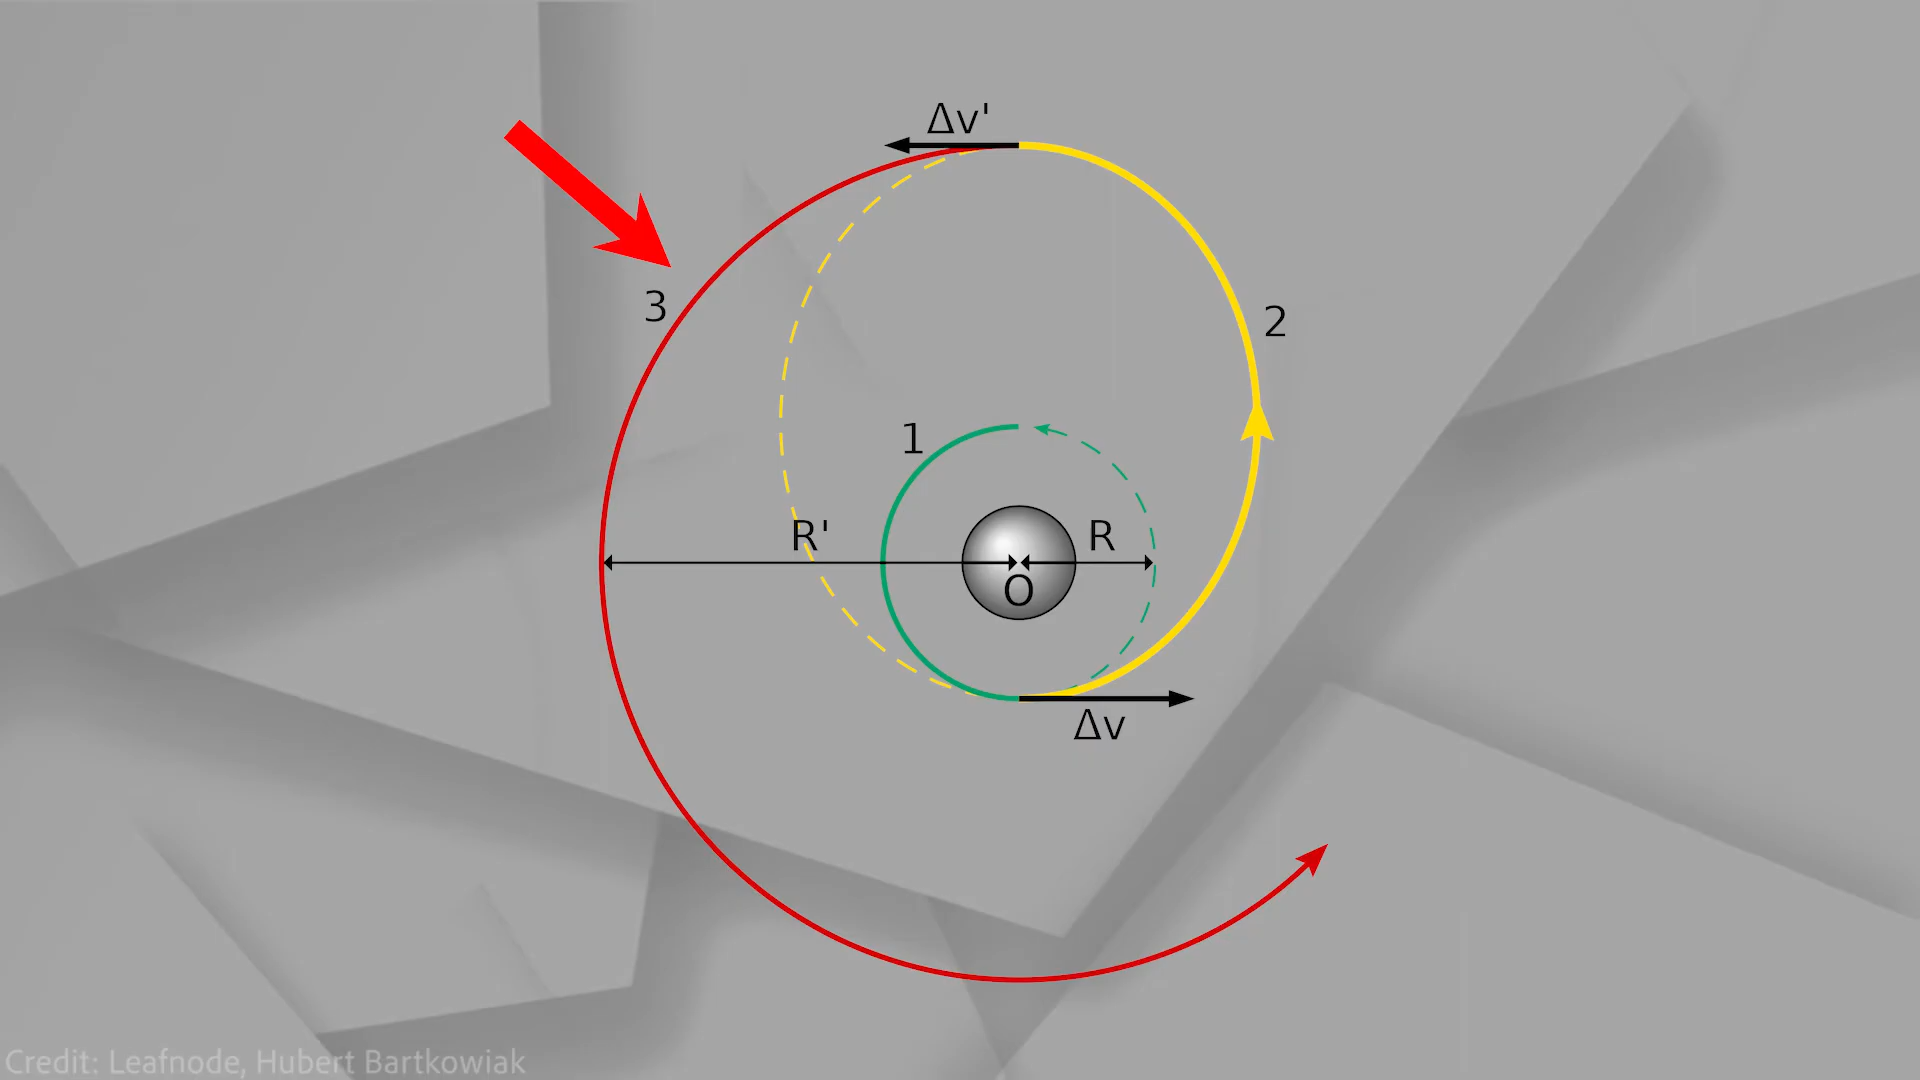 Δv'
3
2
1
R'
R
O
Δv
Credit: Leafnode, Hubert Bartkowiak